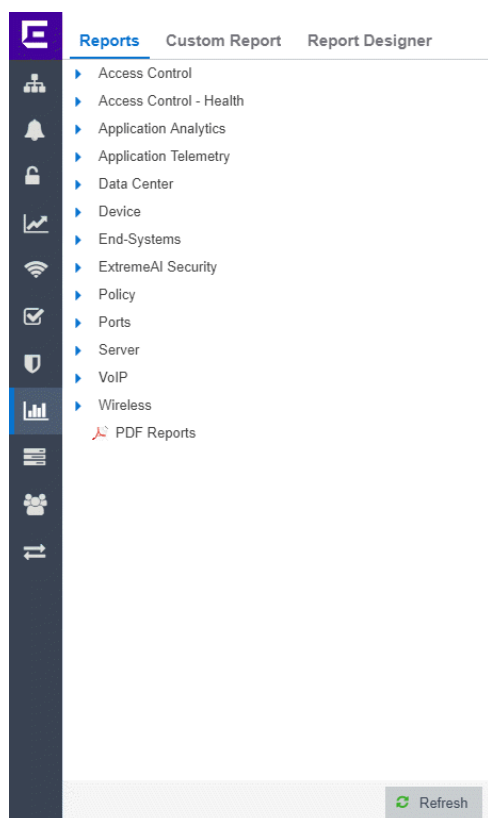 Reports Custom Report Report Designer
Access Control
Access Control - Health
Application Analytics
Application Telemetry
Data Center
Device
End-Systems
ExtremeAI Security
Policy
Ports
Server
VoIP
Wireless
PDF Reports
Refresh